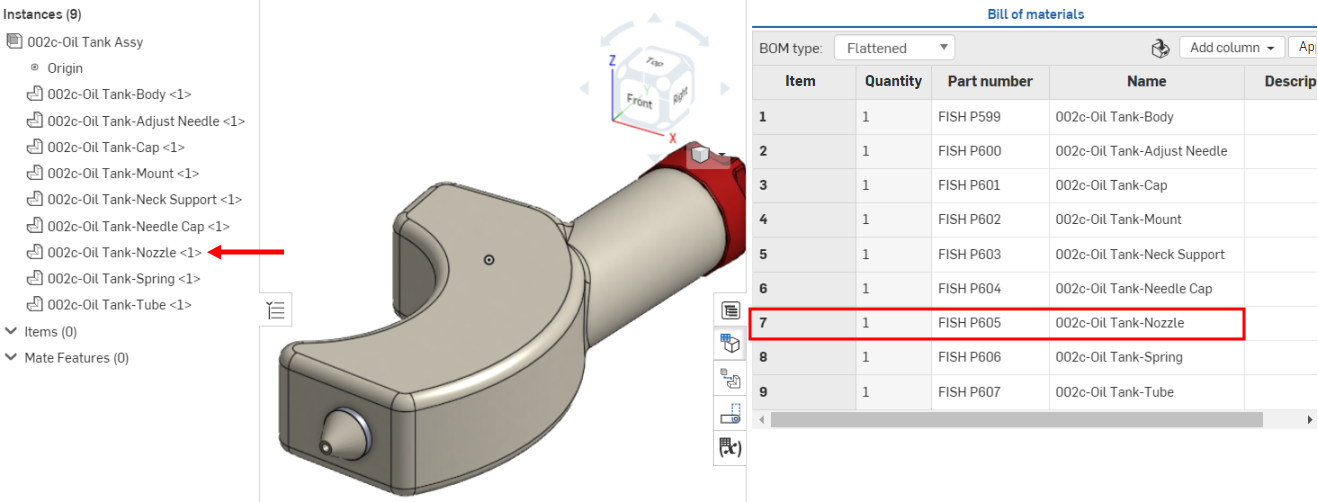 Instances (9)
002c-Oil Tank Assy
Origin
002c-Oil Tank-Body <1>
002c-Oil Tank-Adjust Needle <1>
002c-Oil Tank-Cap <1>
002c-Oil Tank-Mount <1>
002c-Oil Tank-Neck Support <1>
002c-Oil Tank-Needle Cap <1>
002c-Oil Tank-Nozzle <1>
002c-Oil Tank-Spring <1>
002c-Oil Tank-Tube <1>
Items (0)
Mate Features (0)
Z
Top
Y
Front Right
X
(x)
Bill of materials
BOM type: Flattened Add column Ap
Item Quantity Part number Name Descrip
1 1 FISH P599 002c-Oil Tank-Body
2 1 FISH P600 002c-Oil Tank-Adjust Needle
3 1 FISH P601 002c-Oil Tank-Cap
4 1 FISH P602 002c-Oil Tank-Mount
5 1 FISH P603 002c-Oil Tank-Neck Support
6 1 FISH P604 002c-Oil Tank-Needle Cap
7 1 FISH P605 002c-Oil Tank-Nozzle
8 1 FISH P606 002c-Oil Tank-Spring
9 1 FISH P607 002c-Oil Tank-Tube